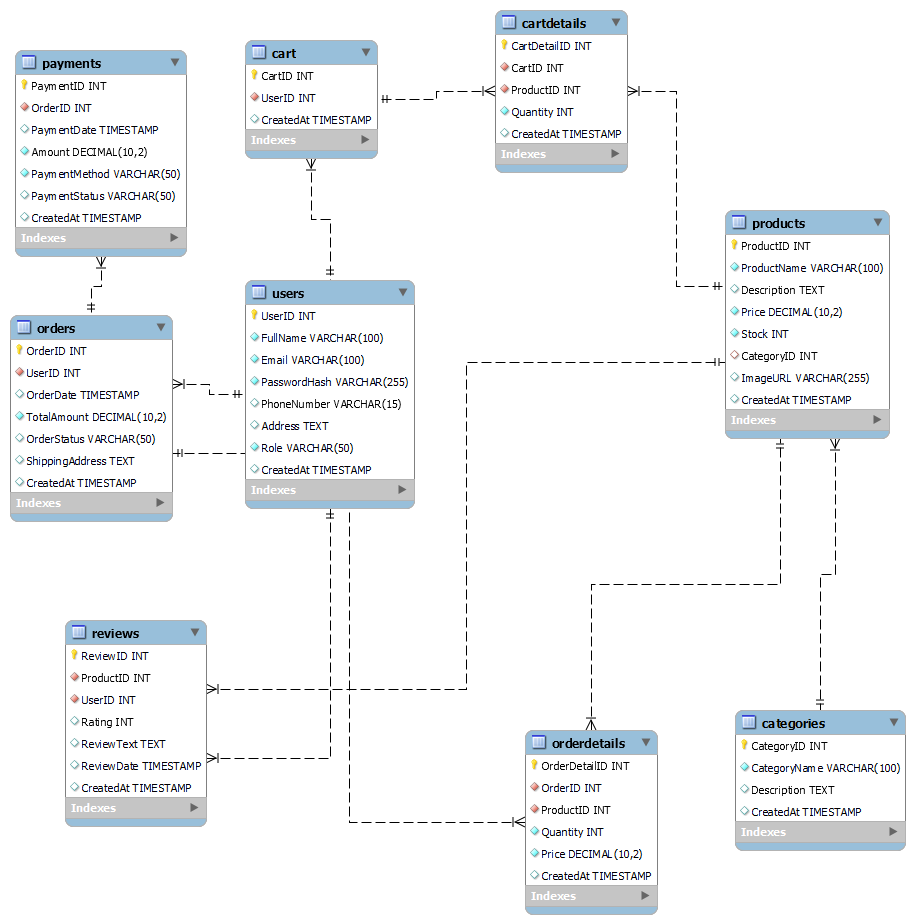 payments
PaymentID INT
OrderID INT
PaymentDate TIMESTAMP
Amount DECIMAL(10,2)
PaymentMethod VARCHAR(50)
PaymentStatus VARCHAR(50)
CreatedAt TIMESTAMP
Indexes
cart
CartID INT
UserID INT
CreatedAt TIMESTAMP
Indexes
cartdetails
CartDetailID INT
CartID INT
ProductID INT
Quantity INT
CreatedAt TIMESTAMP
Indexes
products
ProductID INT
ProductName VARCHAR(100)
Description TEXT
Price DECIMAL(10,2)
Stock INT
CategoryID INT
ImageURL VARCHAR(255)
CreatedAt TIMESTAMP
Indexes
orders
OrderID INT
UserID INT
OrderDate TIMESTAMP
TotalAmount DECIMAL(10,2)
OrderStatus VARCHAR(50)
ShippingAddress TEXT
CreatedAt TIMESTAMP
Indexes
users
UserID INT
FullName VARCHAR(100)
Email VARCHAR(100)
PasswordHash VARCHAR(255)
PhoneNumber VARCHAR(15)
Address TEXT
Role VARCHAR(50)
CreatedAt TIMESTAMP
Indexes
reviews
ReviewID INT
ProductID INT
UserID INT
Rating INT
ReviewText TEXT
ReviewDate TIMESTAMP
CreatedAt TIMESTAMP
Indexes
orderdetails
OrderDetailID INT
OrderID INT
ProductID INT
Quantity INT
Price DECIMAL(10,2)
CreatedAt TIMESTAMP
Indexes
categories
CategoryID INT
CategoryName VARCHAR(100)
Description TEXT
CreatedAt TIMESTAMP
Indexes